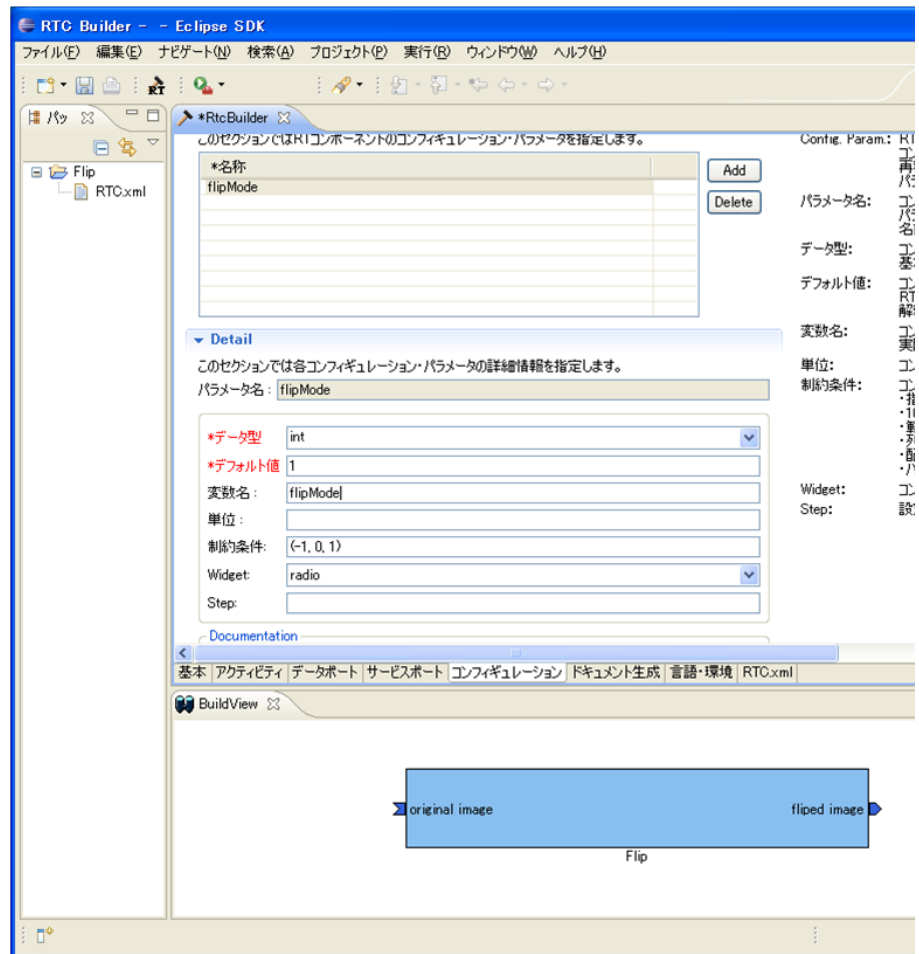 RTC Builder - - Eclipse SDK
ファイル(F) 編集(E) ナビゲート(N) 検索(A) プロジェクト(P) 実行(R) ウィンドウ(W) ヘルプ(H)
RT
パッ
*RtcBuilder
Flip
RTC.xml
このセクションではRTコンポーネントのコンフィギュレーション・パラメータを指定します。
*名称
flipMode
Add
Delete
Detail
このセクションでは各コンフィギュレーション・パラメータの詳細情報を指定します。
パラメータ名: flipMode
*データ型 int
*デフォルト値 1
変数名: flipMode
単位:
制約条件: (-1, 0, 1)
Widget: radio
Step:
Documentation
Config. Param.: RT
パラメータ名:
データ型:
デフォルト値:
RT
変数名:
単位:
制約条件:
Widget:
Step:
基本 アクティビティ データポート サービスポート コンフィギュレーション ドキュメント生成 言語・環境 RTC.xml
BuildView
original image
fliped image
Flip